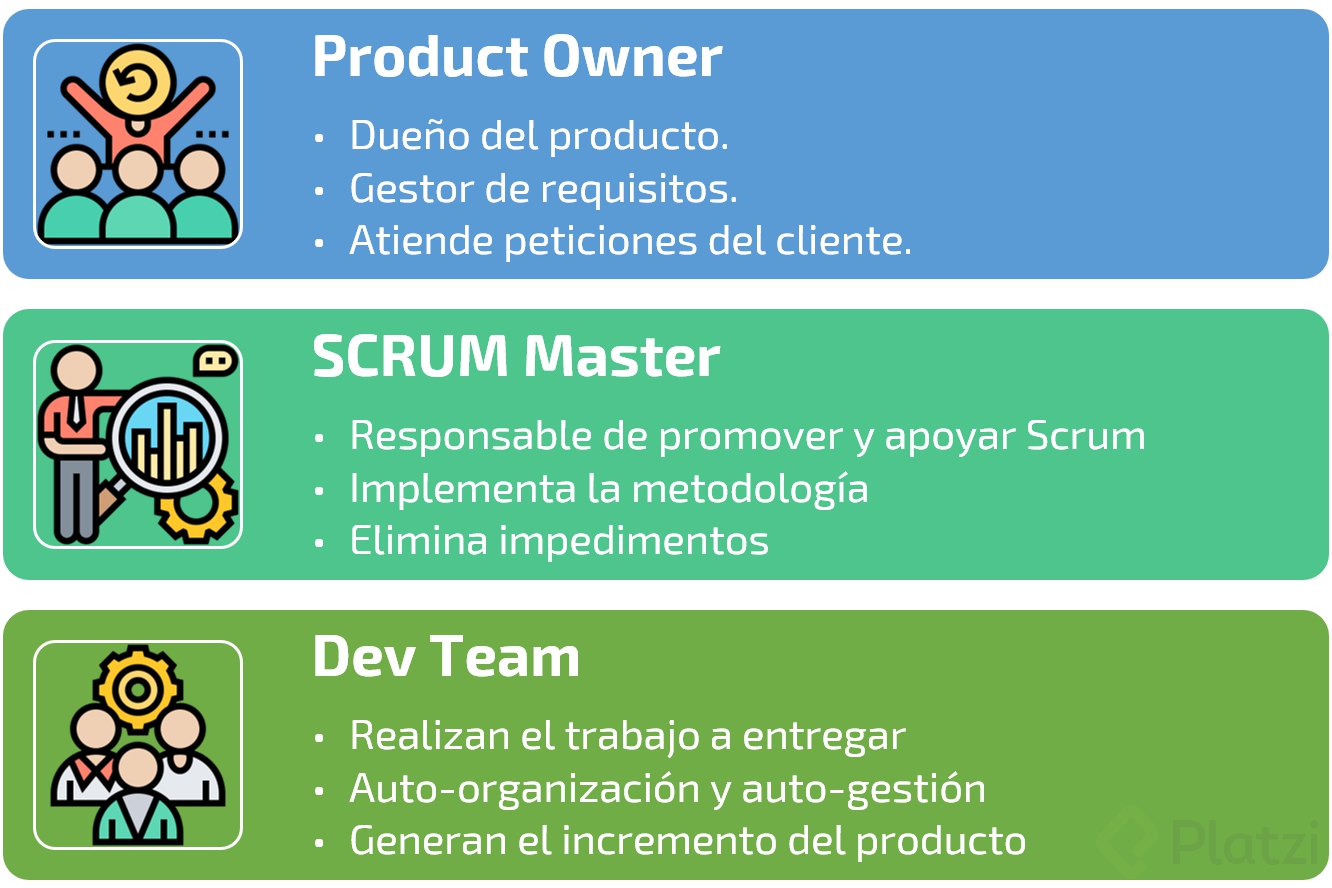 Product Owner
• Dueño del producto.
• Gestor de requisitos.
• Atiende peticiones del cliente.
SCRUM Master
• Responsable de promover y apoyar Scrum
• Implementa la metodología
• Elimina impedimentos
Dev Team
• Realizan el trabajo a entregar
• Auto-organización y auto-gestión
• Generan el incremento del producto
Platzi